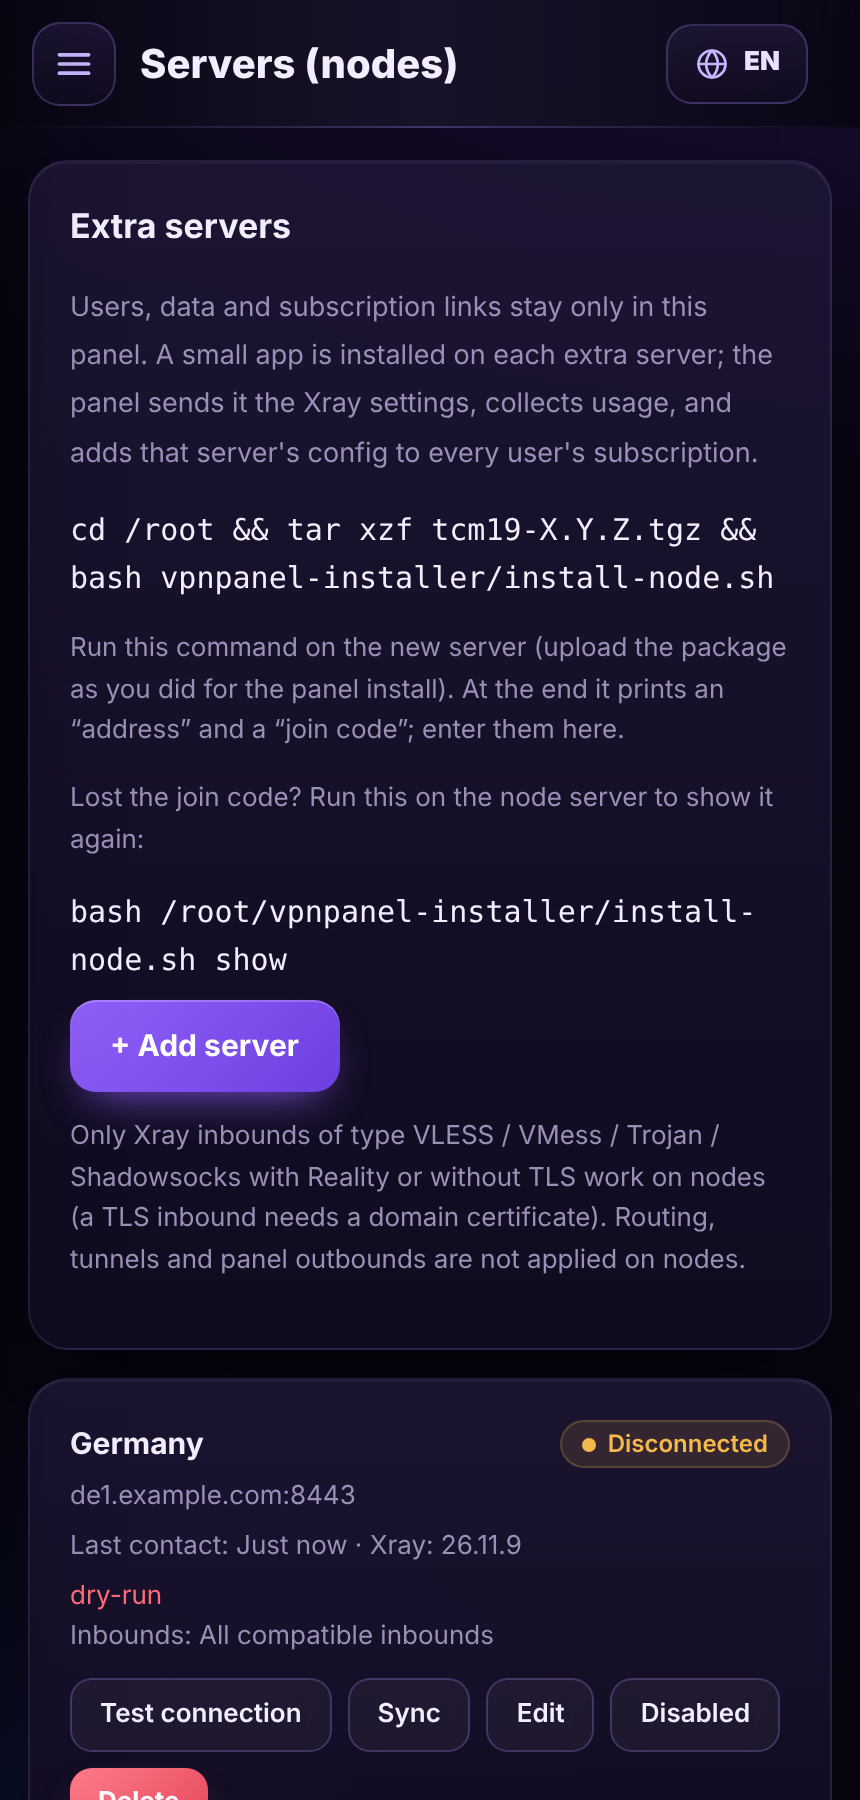 Servers (nodes)
EN
Extra servers
Users, data and subscription links stay only in this
panel. A small app is installed on each extra server; the
panel sends it the Xray settings, collects usage, and
adds that server's config to every user's subscription.
cd /root && tar xzf tcm19-X.Y.Z.tgz &&
bash vpnpanel-installer/install-node.sh
Run this command on the new server (upload the package
as you did for the panel install). At the end it prints an
“address” and a “join code”; enter them here.
Lost the join code? Run this on the node server to show it
again:
bash /root/vpnpanel-installer/install-
node.sh show
+ Add server
Only Xray inbounds of type VLESS / VMess / Trojan /
Shadowsocks with Reality or without TLS work on nodes
(a TLS inbound needs a domain certificate). Routing,
tunnels and panel outbounds are not applied on nodes.
Germany
Disconnected
de1.example.com:8443
Last contact: Just now · Xray: 26.11.9
dry-run
Inbounds: All compatible inbounds
Test connection
Sync
Edit
Disabled
Delete